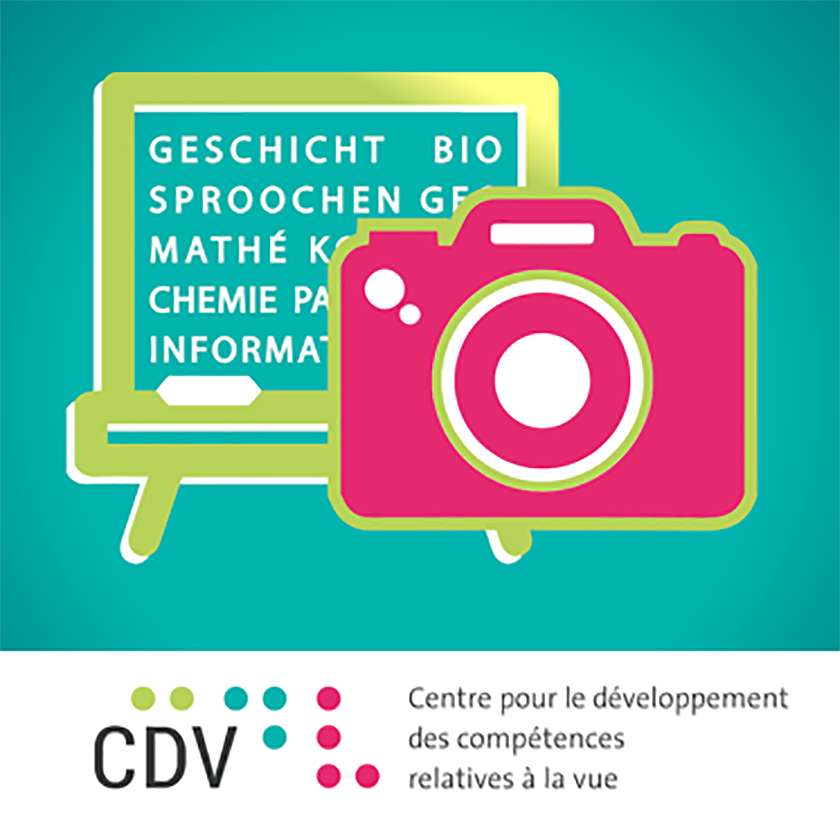 GESCHICHT BIO
SPROOCHEN
MATHÉ
CHEMIE
CDV
Centre pour le développement
des compétences
relatives à la vue